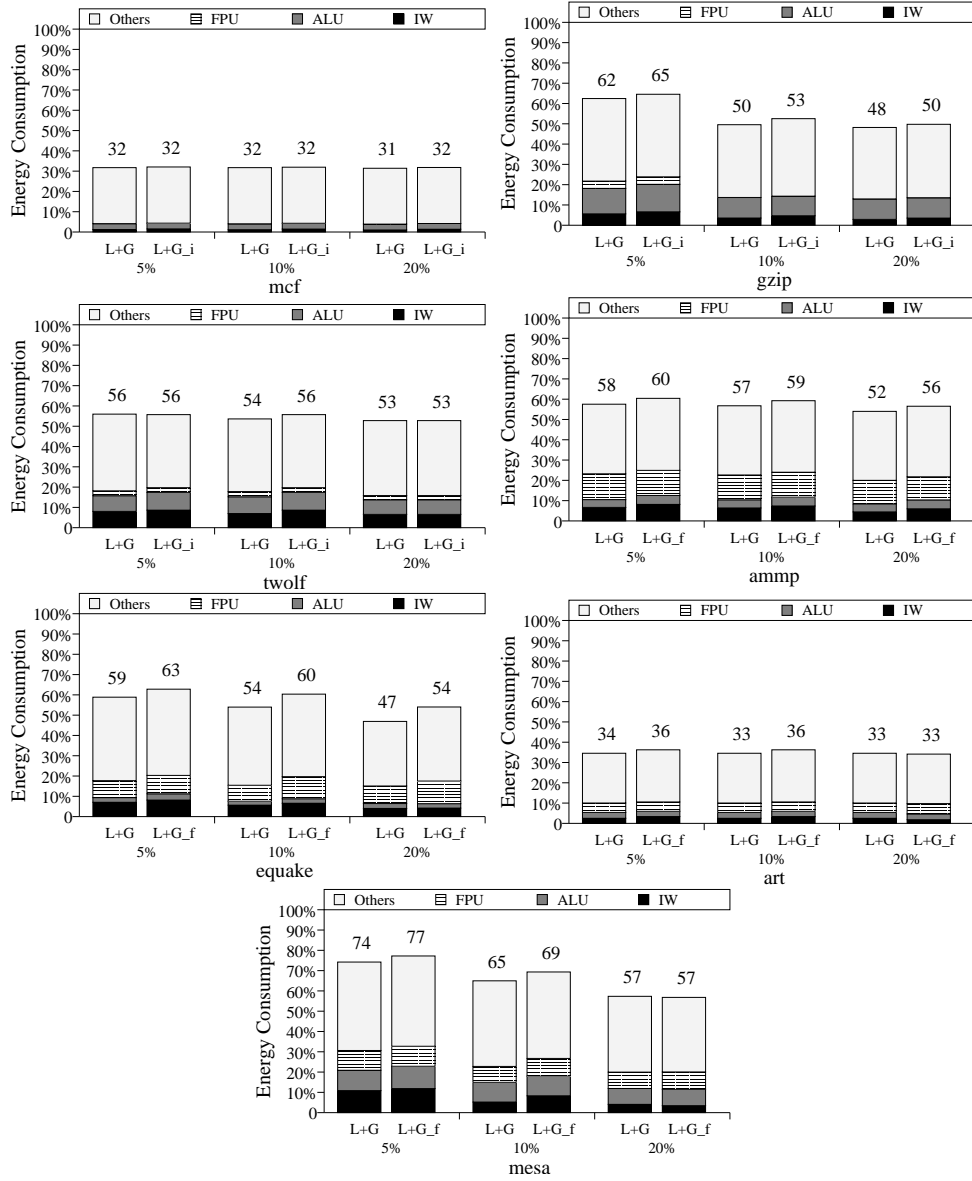 Others FPU ALU IW
Energy Consumption
100%
90%
80%
70%
60%
50%
40%
30%
20%
10%
0
32 32 32 32 31 32
L+G L+G_i L+G L+G_i L+G L+G_i
5% 10% 20%
mcf
Others FPU ALU IW
Energy Consumption
100%
90%
80%
70%
60%
50%
40%
30%
20%
10%
0
62 65 50 53 48 50
L+G L+G_i L+G L+G_i L+G L+G_i
5% 10% 20%
gzip
Others FPU ALU IW
Energy Consumption
100%
90%
80%
70%
60%
50%
40%
30%
20%
10%
0
56 56 54 56 53 53
L+G L+G_i L+G L+G_i L+G L+G_i
5% 10% 20%
twolf
Others FPU ALU IW
Energy Consumption
100%
90%
80%
70%
60%
50%
40%
30%
20%
10%
0
58 60 57 59 52 56
L+G L+G_f L+G L+G_f L+G L+G_f
5% 10% 20%
ammp
Others FPU ALU IW
Energy Consumption
100%
90%
80%
70%
60%
50%
40%
30%
20%
10%
0
59 63 54 60 47 54
L+G L+G_f L+G L+G_f L+G L+G_f
5% 10% 20%
equake
Others FPU ALU IW
Energy Consumption
100%
90%
80%
70%
60%
50%
40%
30%
20%
10%
0
34 36 33 36 33 33
L+G L+G_f L+G L+G_f L+G L+G_f
5% 10% 20%
art
Others FPU ALU IW
Energy Consumption
100%
90%
80%
70%
60%
50%
40%
30%
20%
10%
0
74 77 65 69 57 57
L+G L+G_f L+G L+G_f L+G L+G_f
5% 10% 20%
mesa